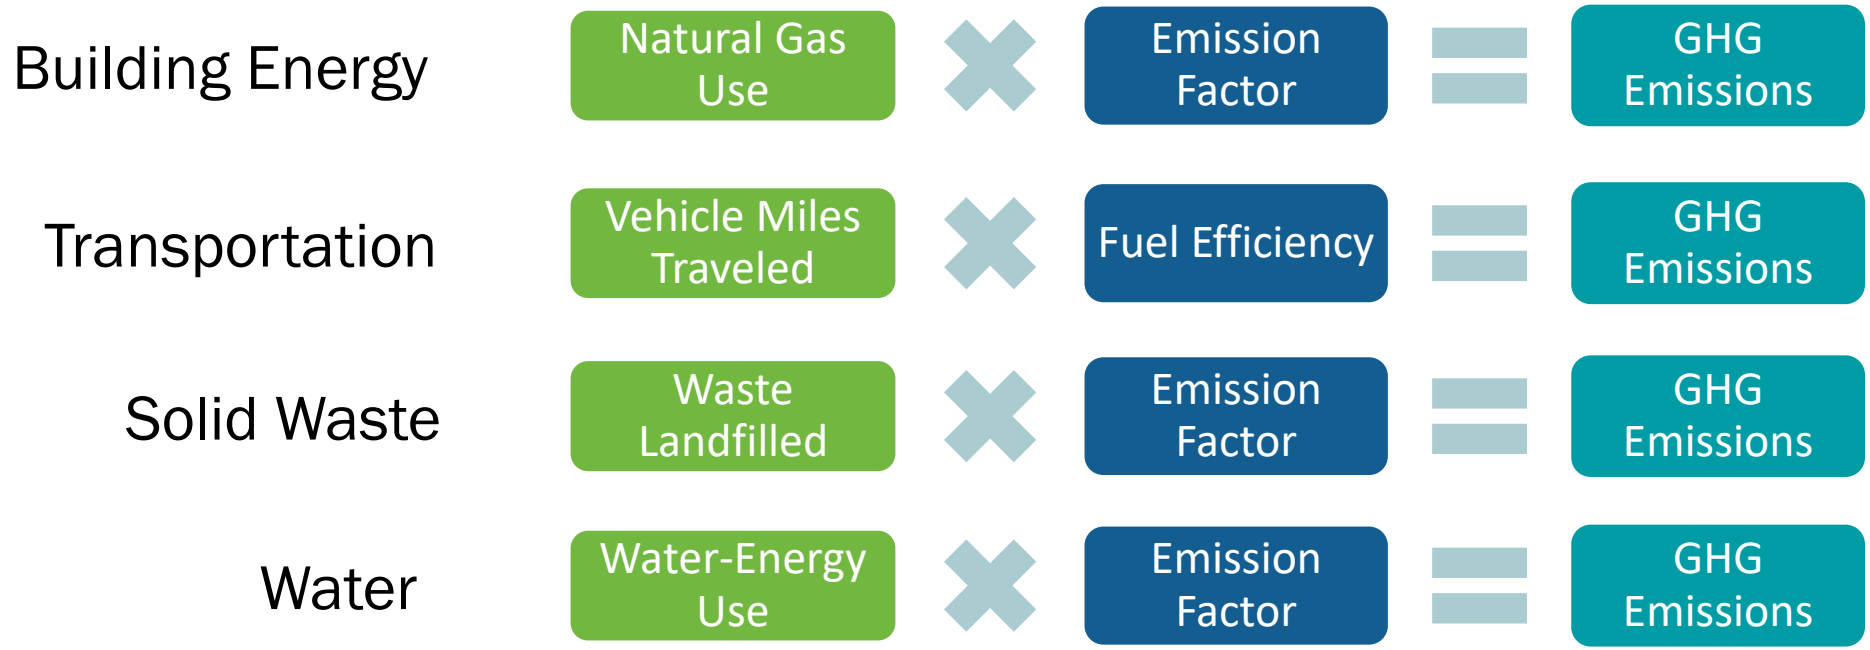 Building Energy
Natural Gas
Use
Emission
Factor
GHG
Emissions
Transportation
Vehicle Miles
Traveled
Fuel Efficiency
GHG
Emissions
Solid Waste
Waste
Landfilled
Emission
Factor
GHG
Emissions
Water
Water-Energy
Use
Emission
Factor
GHG
Emissions